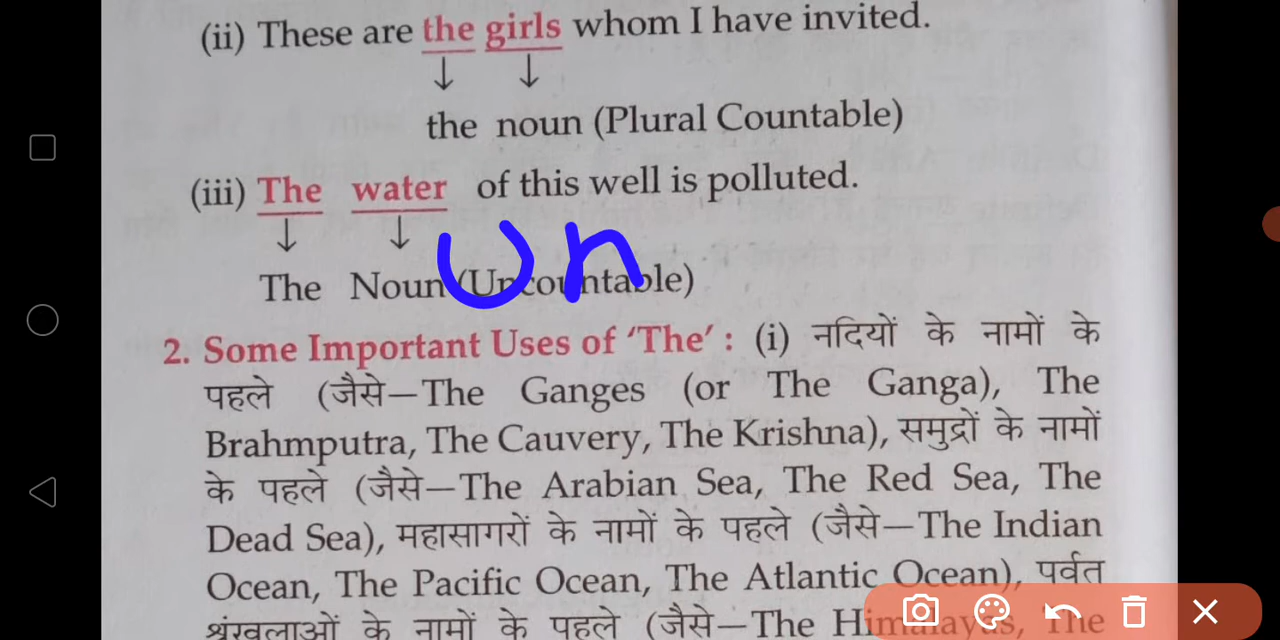 (ii) These are the girls whom I have invited.
↓ ↓
the noun (Plural Countable)
(iii) The water of this well is polluted.
↓ ↓
The Noun (Uncountable)
Un
2. Some Important Uses of ‘The’ : (i) नदियों के नामों के
पहले (जैसे—The Ganges (or The Ganga), The
Brahmputra, The Cauvery, The Krishna), समुद्रों के नामों
के पहले (जैसे—The Arabian Sea, The Red Sea, The
Dead Sea), महासागरों के नामों के पहले (जैसे—The Indian
Ocean, The Pacific Ocean, The Atlantic Ocean), पर्वत
श्रृंखलाओं के नामों के पहले (जैसे—The Himalayas, The